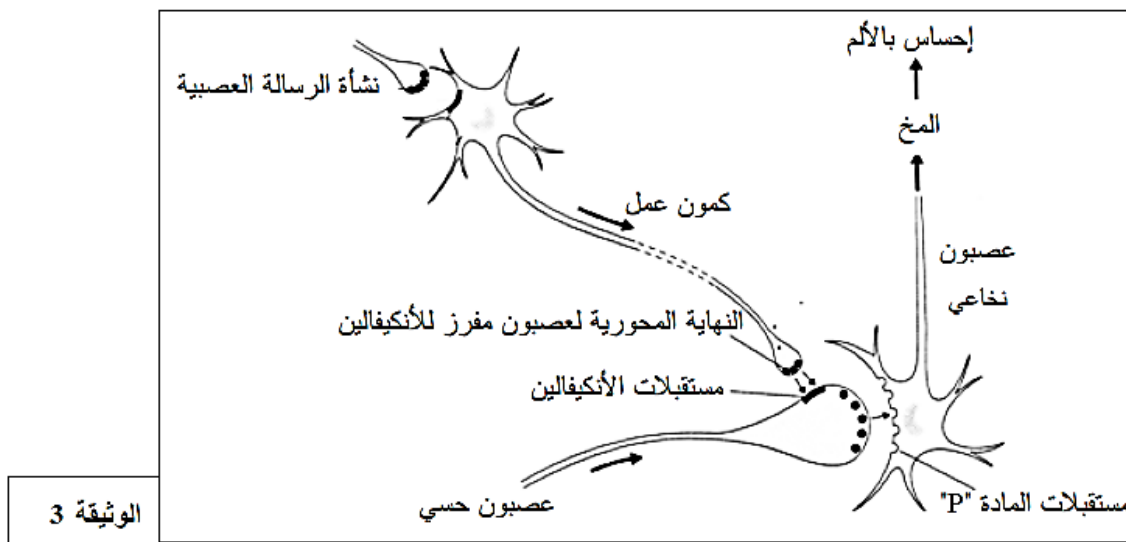 إحساس بالألم
نشأة الرسالة العصبية
المخ
كمون عمل
عصبون
نخاعي
النهاية المحورية لعصبون مفرز للأنكيفالين
مستقبلات الأنكيفالين
عصبون حسي
مستقبلات المادة "P"
الوثيقة 3